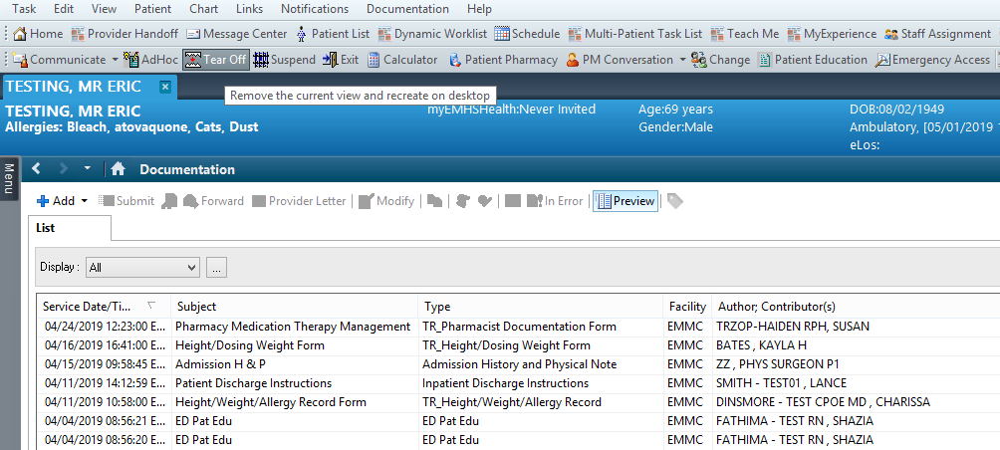 Task Edit View Patient Chart Links Notifications Documentation Help
Home Provider Handoff Message Center Patient List Dynamic Worklist Schedule Multi-Patient Task List Teach Me MyExperience Staff Assignment
Communicate AdHoc Tear Off Suspend Exit Calculator Patient Pharmacy PM Conversation Change Patient Education Emergency Access
TESTING, MR ERIC
Remove the current view and recreate on desktop
TESTING, MR ERIC myEMHSHealth:Never Invited Age:69 years DOB:08/02/1949
Allergies: Bleach, atovaquone, Cats, Dust Gender:Male Ambulatory, [05/01/2019 1
eLos:
Menu
Documentation
Add Submit Forward Provider Letter Modify In Error Preview
List
Display : All ...
Service Date/Ti... Subject Type Facility Author; Contributor(s)
04/24/2019 12:23:00 E... Pharmacy Medication Therapy Management TR_Pharmacist Documentation Form EMMC TRZOP-HAIDEN RPH, SUSAN
04/16/2019 16:41:00 E... Height/Dosing Weight Form TR_Height/Dosing Weight Form EMMC BATES , KAYLA H
04/15/2019 09:58:45 E... Admission H & P Admission History and Physical Note EMMC ZZ , PHYS SURGEON P1
04/11/2019 14:12:59 E... Patient Discharge Instructions Inpatient Discharge Instructions EMMC SMITH - TEST01 , LANCE
04/11/2019 10:58:00 E... Height/Weight/Allergy Record Form TR_Height/Weight/Allergy Record EMMC DINSMORE - TEST CPOE MD , CHARISSA
04/04/2019 08:56:21 E... ED Pat Edu ED Pat Edu EMMC FATHIMA - TEST RN , SHAZIA
04/04/2019 08:56:20 E... ED Pat Edu ED Pat Edu EMMC FATHIMA - TEST RN , SHAZIA